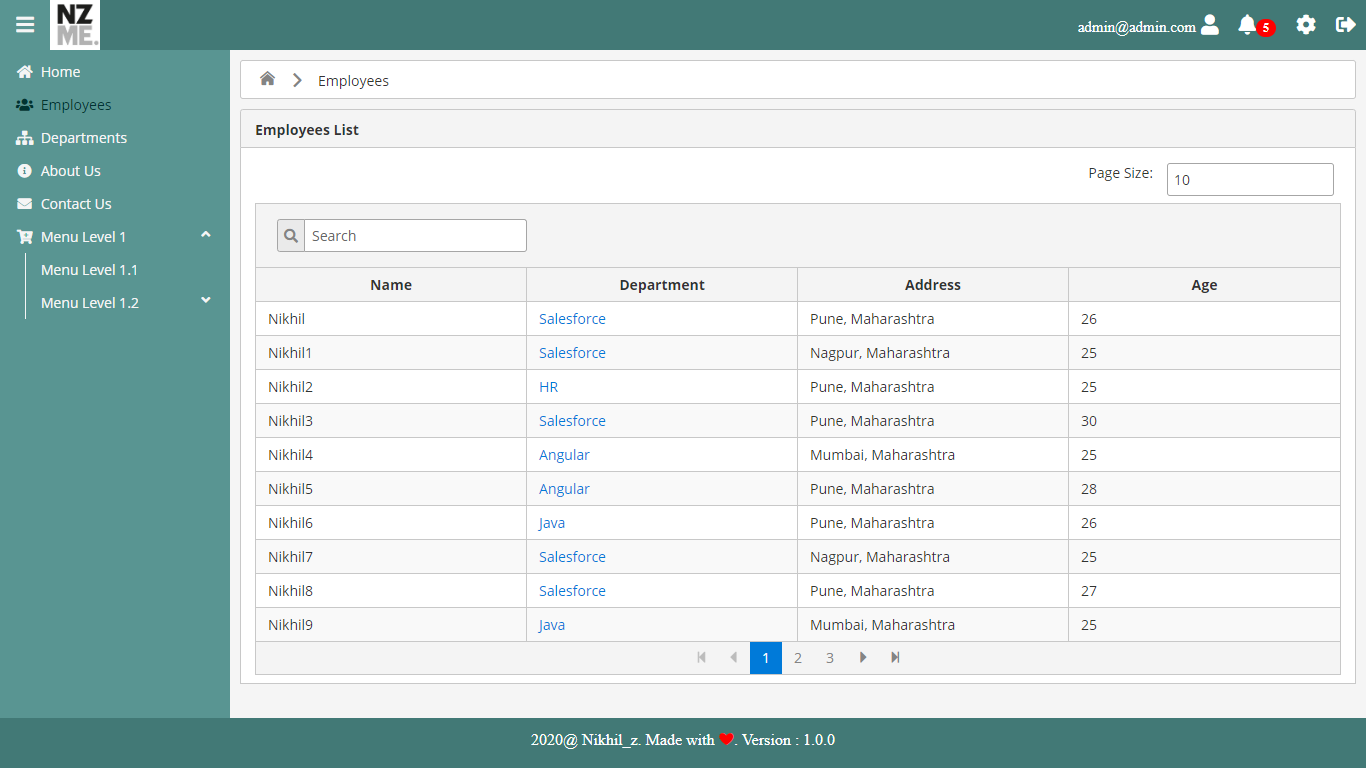 NZ
ME.
admin@admin.com 5
Home
Employees
Departments
About Us
Contact Us
Menu Level 1
Menu Level 1.1
Menu Level 1.2
Employees
Employees List
Page Size: 10
Search
Name Department Address Age
Nikhil Salesforce Pune, Maharashtra 26
Nikhil1 Salesforce Nagpur, Maharashtra 25
Nikhil2 HR Pune, Maharashtra 25
Nikhil3 Salesforce Pune, Maharashtra 30
Nikhil4 Angular Mumbai, Maharashtra 25
Nikhil5 Angular Pune, Maharashtra 28
Nikhil6 Java Pune, Maharashtra 26
Nikhil7 Salesforce Nagpur, Maharashtra 25
Nikhil8 Salesforce Pune, Maharashtra 27
Nikhil9 Java Mumbai, Maharashtra 25
1 2 3
2020@ Nikhil_z. Made with ❤. Version : 1.0.0